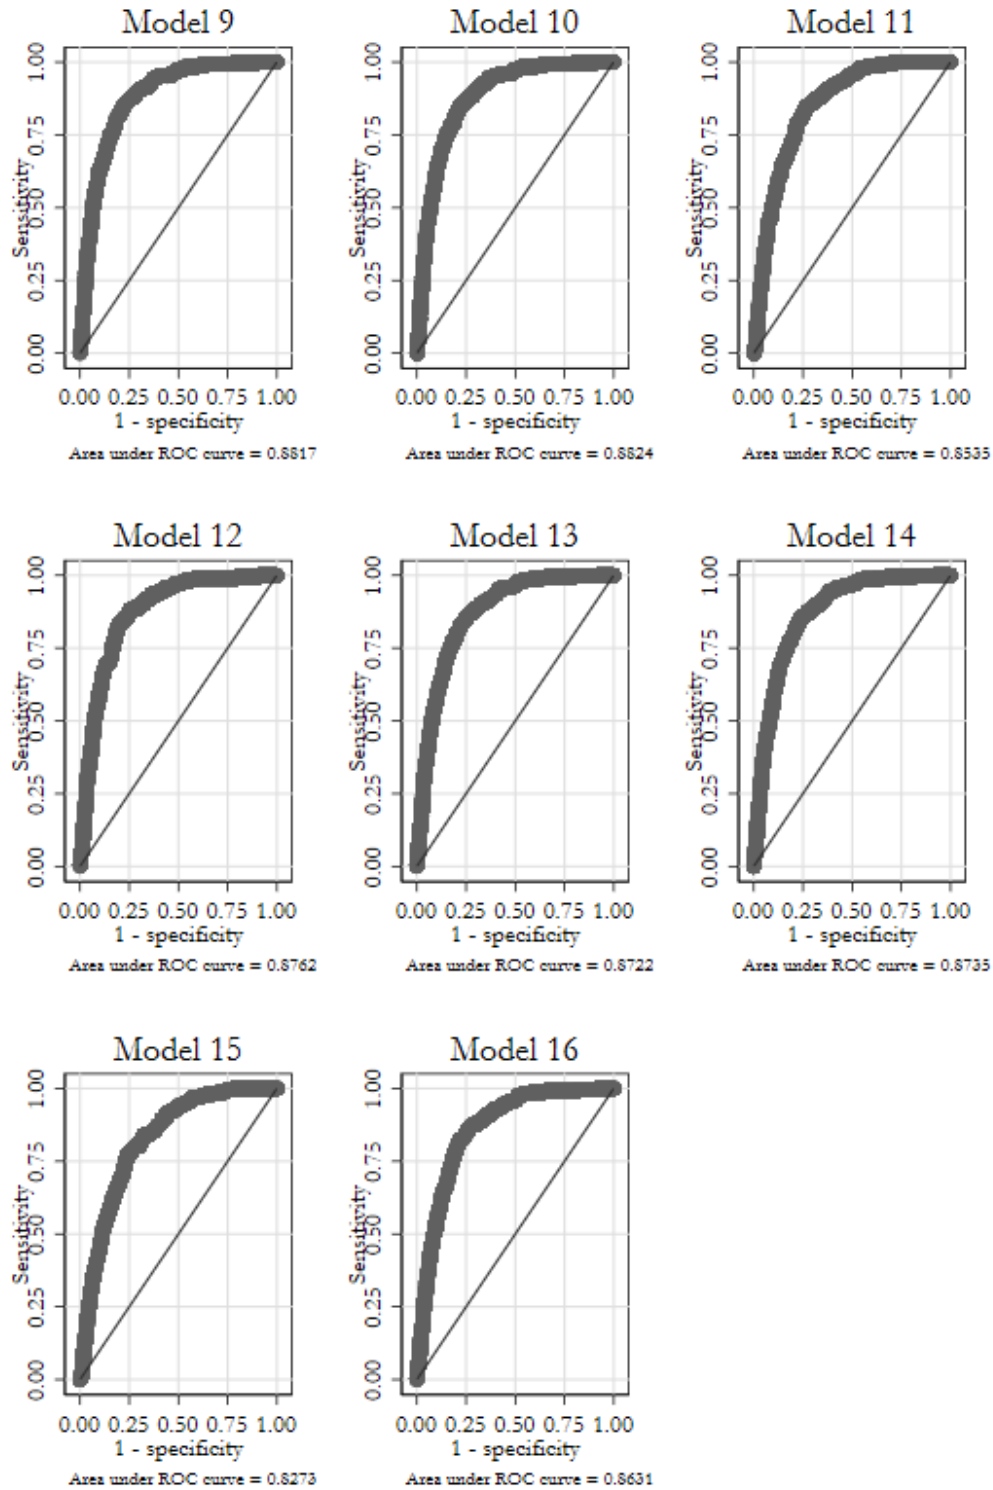 Model 9
Sensitivity
0.00 0.25 0.50 0.75 1.00
0.00 0.25 0.50 0.75 1.00
1 - specificity
Area under ROC curve = 0.8817
Model 10
Sensitivity
0.00 0.25 0.50 0.75 1.00
0.00 0.25 0.50 0.75 1.00
1 - specificity
Area under ROC curve = 0.8824
Model 11
Sensitivity
0.00 0.25 0.50 0.75 1.00
0.00 0.25 0.50 0.75 1.00
1 - specificity
Area under ROC curve = 0.8535
Model 12
Sensitivity
0.00 0.25 0.50 0.75 1.00
0.00 0.25 0.50 0.75 1.00
1 - specificity
Area under ROC curve = 0.8762
Model 13
Sensitivity
0.00 0.25 0.50 0.75 1.00
0.00 0.25 0.50 0.75 1.00
1 - specificity
Area under ROC curve = 0.8722
Model 14
Sensitivity
0.00 0.25 0.50 0.75 1.00
0.00 0.25 0.50 0.75 1.00
1 - specificity
Area under ROC curve = 0.8735
Model 15
Sensitivity
0.00 0.25 0.50 0.75 1.00
0.00 0.25 0.50 0.75 1.00
1 - specificity
Area under ROC curve = 0.8273
Model 16
Sensitivity
0.00 0.25 0.50 0.75 1.00
0.00 0.25 0.50 0.75 1.00
1 - specificity
Area under ROC curve = 0.8631